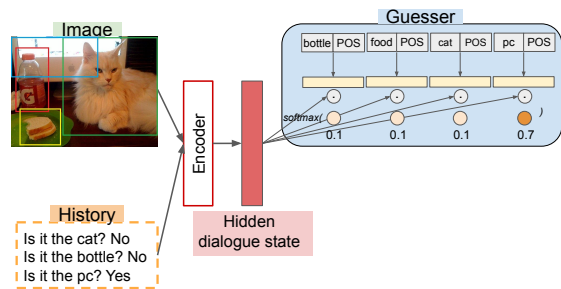 Image
Guesser
bottle POS food POS cat POS pc POS
softmax( )
0.1 0.1 0.1 0.7
Encoder
Hidden
dialogue state
History
Is it the cat? No
Is it the bottle? No
Is it the pc? Yes
G